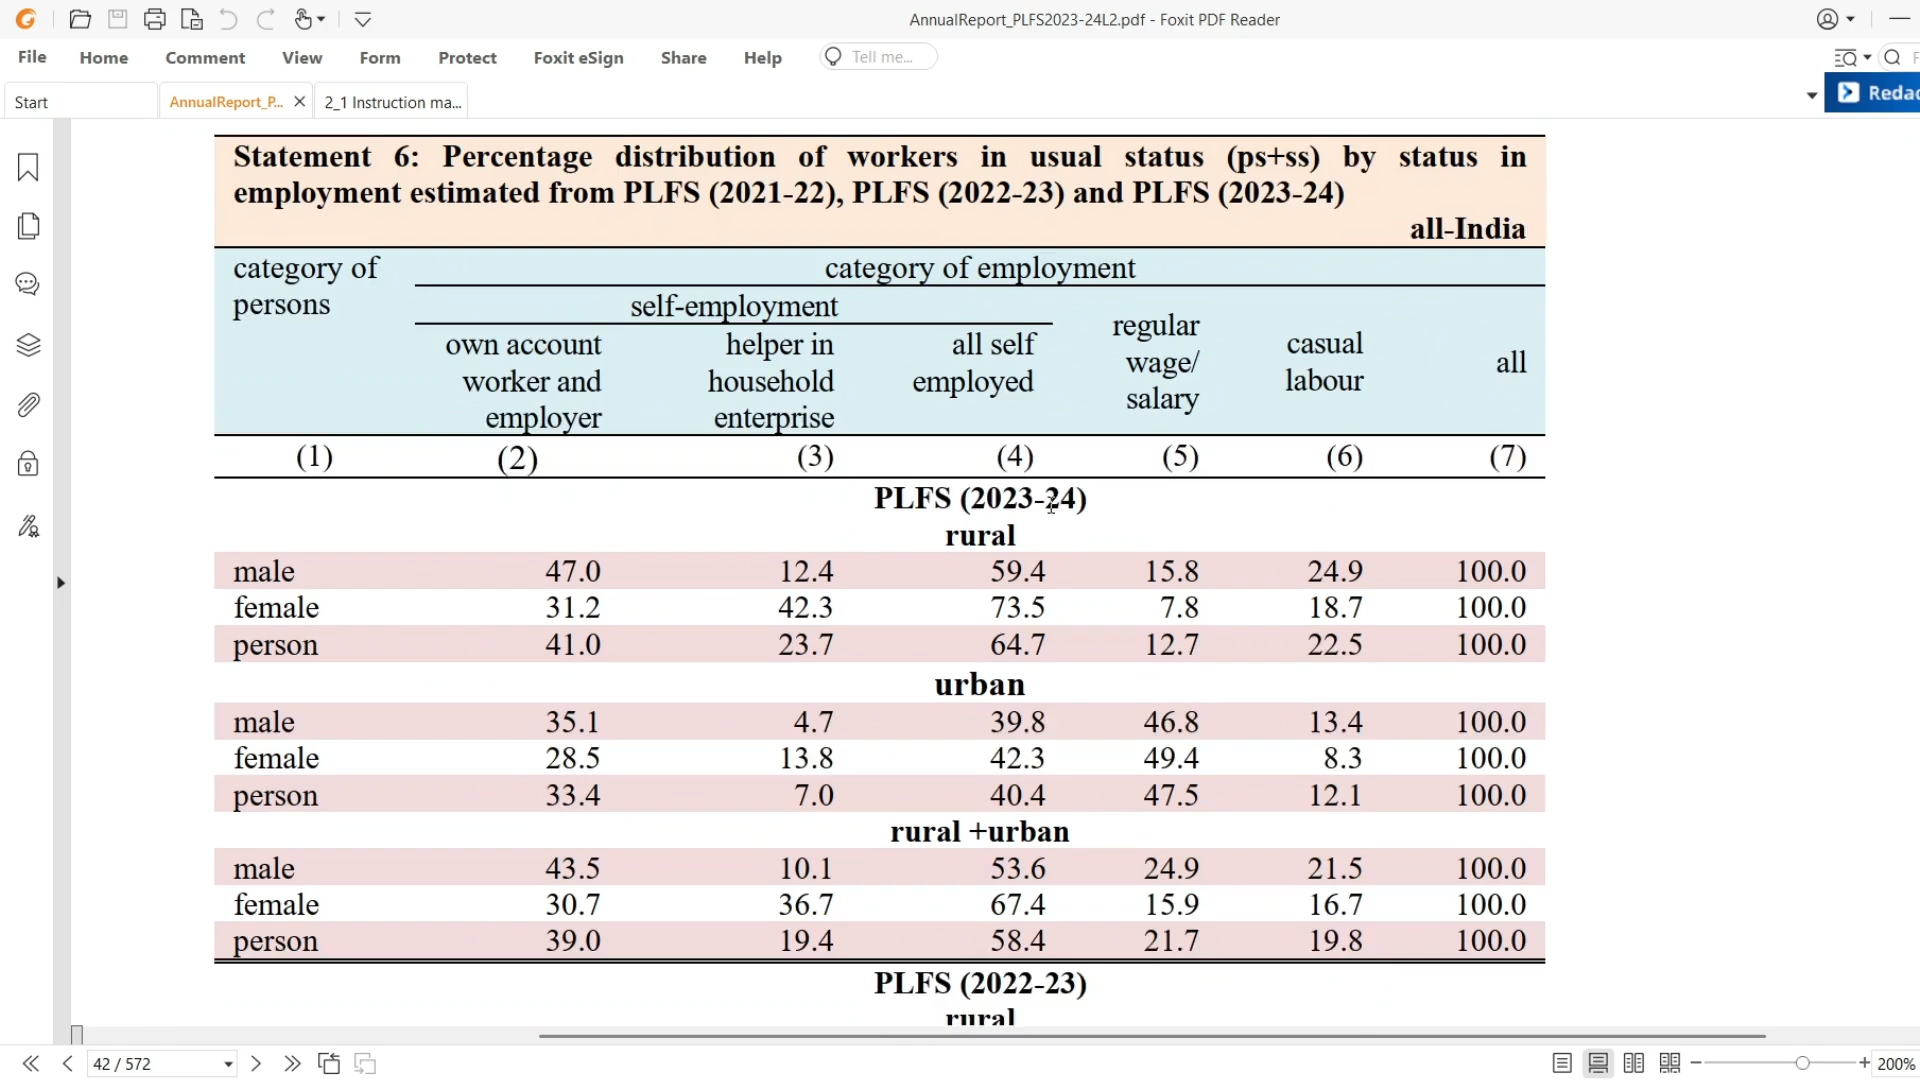 AnnualReport_PLFS2023-24L2.pdf - Foxit PDF Reader
File Home Comment View Form Protect Foxit eSign Share Help Tell me...
Start AnnualReport_P... 2_1 Instruction ma...
Statement 6: Percentage distribution of workers in usual status (ps+ss) by status in
employment estimated from PLFS (2021-22), PLFS (2022-23) and PLFS (2023-24)
all-India
category of persons
category of employment
self-employment
own account worker and employer
helper in household enterprise
all self employed
regular wage/ salary
casual labour
all
(1) (2) (3) (4) (5) (6) (7)
PLFS (2023-24)
rural
male 47.0 12.4 59.4 15.8 24.9 100.0
female 31.2 42.3 73.5 7.8 18.7 100.0
person 41.0 23.7 64.7 12.7 22.5 100.0
urban
male 35.1 4.7 39.8 46.8 13.4 100.0
female 28.5 13.8 42.3 49.4 8.3 100.0
person 33.4 7.0 40.4 47.5 12.1 100.0
rural +urban
male 43.5 10.1 53.6 24.9 21.5 100.0
female 30.7 36.7 67.4 15.9 16.7 100.0
person 39.0 19.4 58.4 21.7 19.8 100.0
PLFS (2022-23)
rural
42 / 572
200%